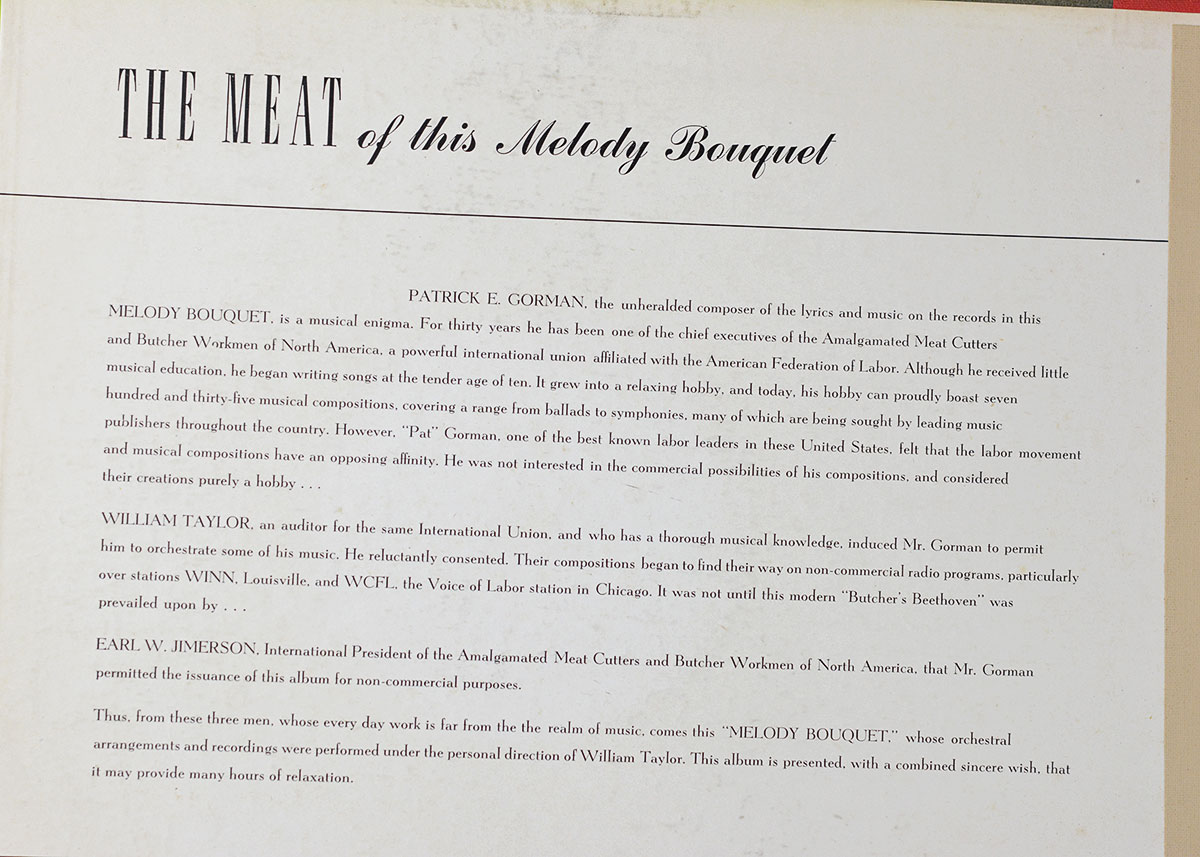 THE MEAT of this Melody Bouquet
PATRICK E. GORMAN, the unheralded composer of the lyrics and music on the records in this
MELODY BOUQUET, is a musical enigma. For thirty years he has been one of the chief executives of the Amalgamated Meat Cutters
and Butcher Workmen of North America, a powerful international union affiliated with the American Federation of Labor. Although he received little
musical education, he began writing songs at the tender age of ten. It grew into a relaxing hobby, and today, his hobby can proudly boast seven
hundred and thirty-five musical compositions, covering a range from ballads to symphonies, many of which are being sought by leading music
publishers throughout the country. However, "Pat" Gorman, one of the best known labor leaders in these United States, felt that the labor movement
and musical compositions have an opposing affinity. He was not interested in the commercial possibilities of his compositions, and considered
their creations purely a hobby . . .
WILLIAM TAYLOR, an auditor for the same International Union, and who has a thorough musical knowledge, induced Mr. Gorman to permit
him to orchestrate some of his music. He reluctantly consented. Their compositions began to find their way on non-commercial radio programs, particularly
over stations WINN, Louisville, and WCFL, the Voice of Labor station in Chicago. It was not until this modern "Butcher's Beethoven" was
prevailed upon by . . .
EARL W. JIMERSON, International President of the Amalgamated Meat Cutters and Butcher Workmen of North America, that Mr. Gorman
permitted the issuance of this album for non-commercial purposes.
Thus, from these three men, whose every day work is far from the the realm of music, comes this "MELODY BOUQUET," whose orchestral
arrangements and recordings were performed under the personal direction of William Taylor. This album is presented, with a combined sincere wish, that
it may provide many hours of relaxation.